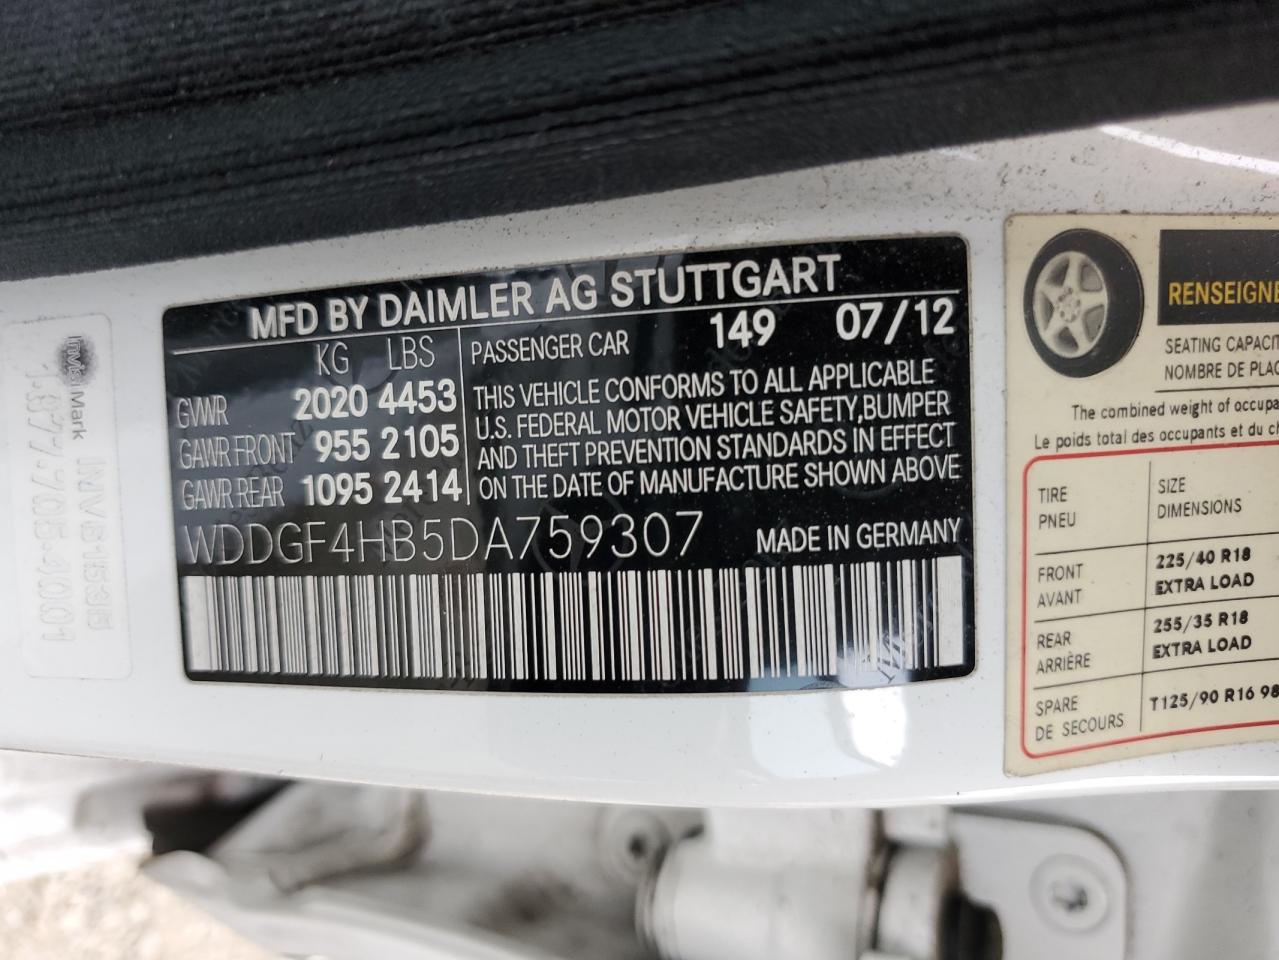 MFD BY DAIMLER AG STUTTGART
KG LBS PASSENGER CAR 149 07/12
GVWR 2020 4453
GAWR FRONT 955 2105
GAWR REAR 1095 2414
THIS VEHICLE CONFORMS TO ALL APPLICABLE
U.S. FEDERAL MOTOR VEHICLE SAFETY,BUMPER
AND THEFT PREVENTION STANDARDS IN EFFECT
ON THE DATE OF MANUFACTURE SHOWN ABOVE
WDDGF4HB5DA759307 MADE IN GERMANY
InVisiMark
RENSEIGNE
SEATING CAPACIT
NOMBRE DE PLAC
The combined weight of occupa
Le poids total des occupants et du ch
TIRE SIZE
PNEU DIMENSIONS
FRONT 225/40 R18
AVANT EXTRA LOAD
REAR 255/35 R18
ARRIÈRE EXTRA LOAD
SPARE T125/90 R16 98
DE SECOURS